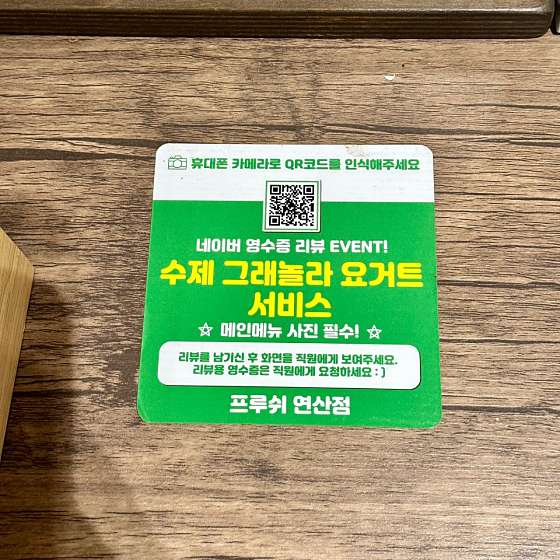 휴대폰 카메라로 QR코드를 인식해주세요
네이버 영수증 리뷰 EVENT!
수제 그래놀라 요거트
서비스
☆ 메인메뉴 사진 필수! ☆
리뷰를 남기신 후 화면을 직원에게 보여주세요.
리뷰용 영수증은 직원에게 요청하세요 : )
프루쉬 연산점